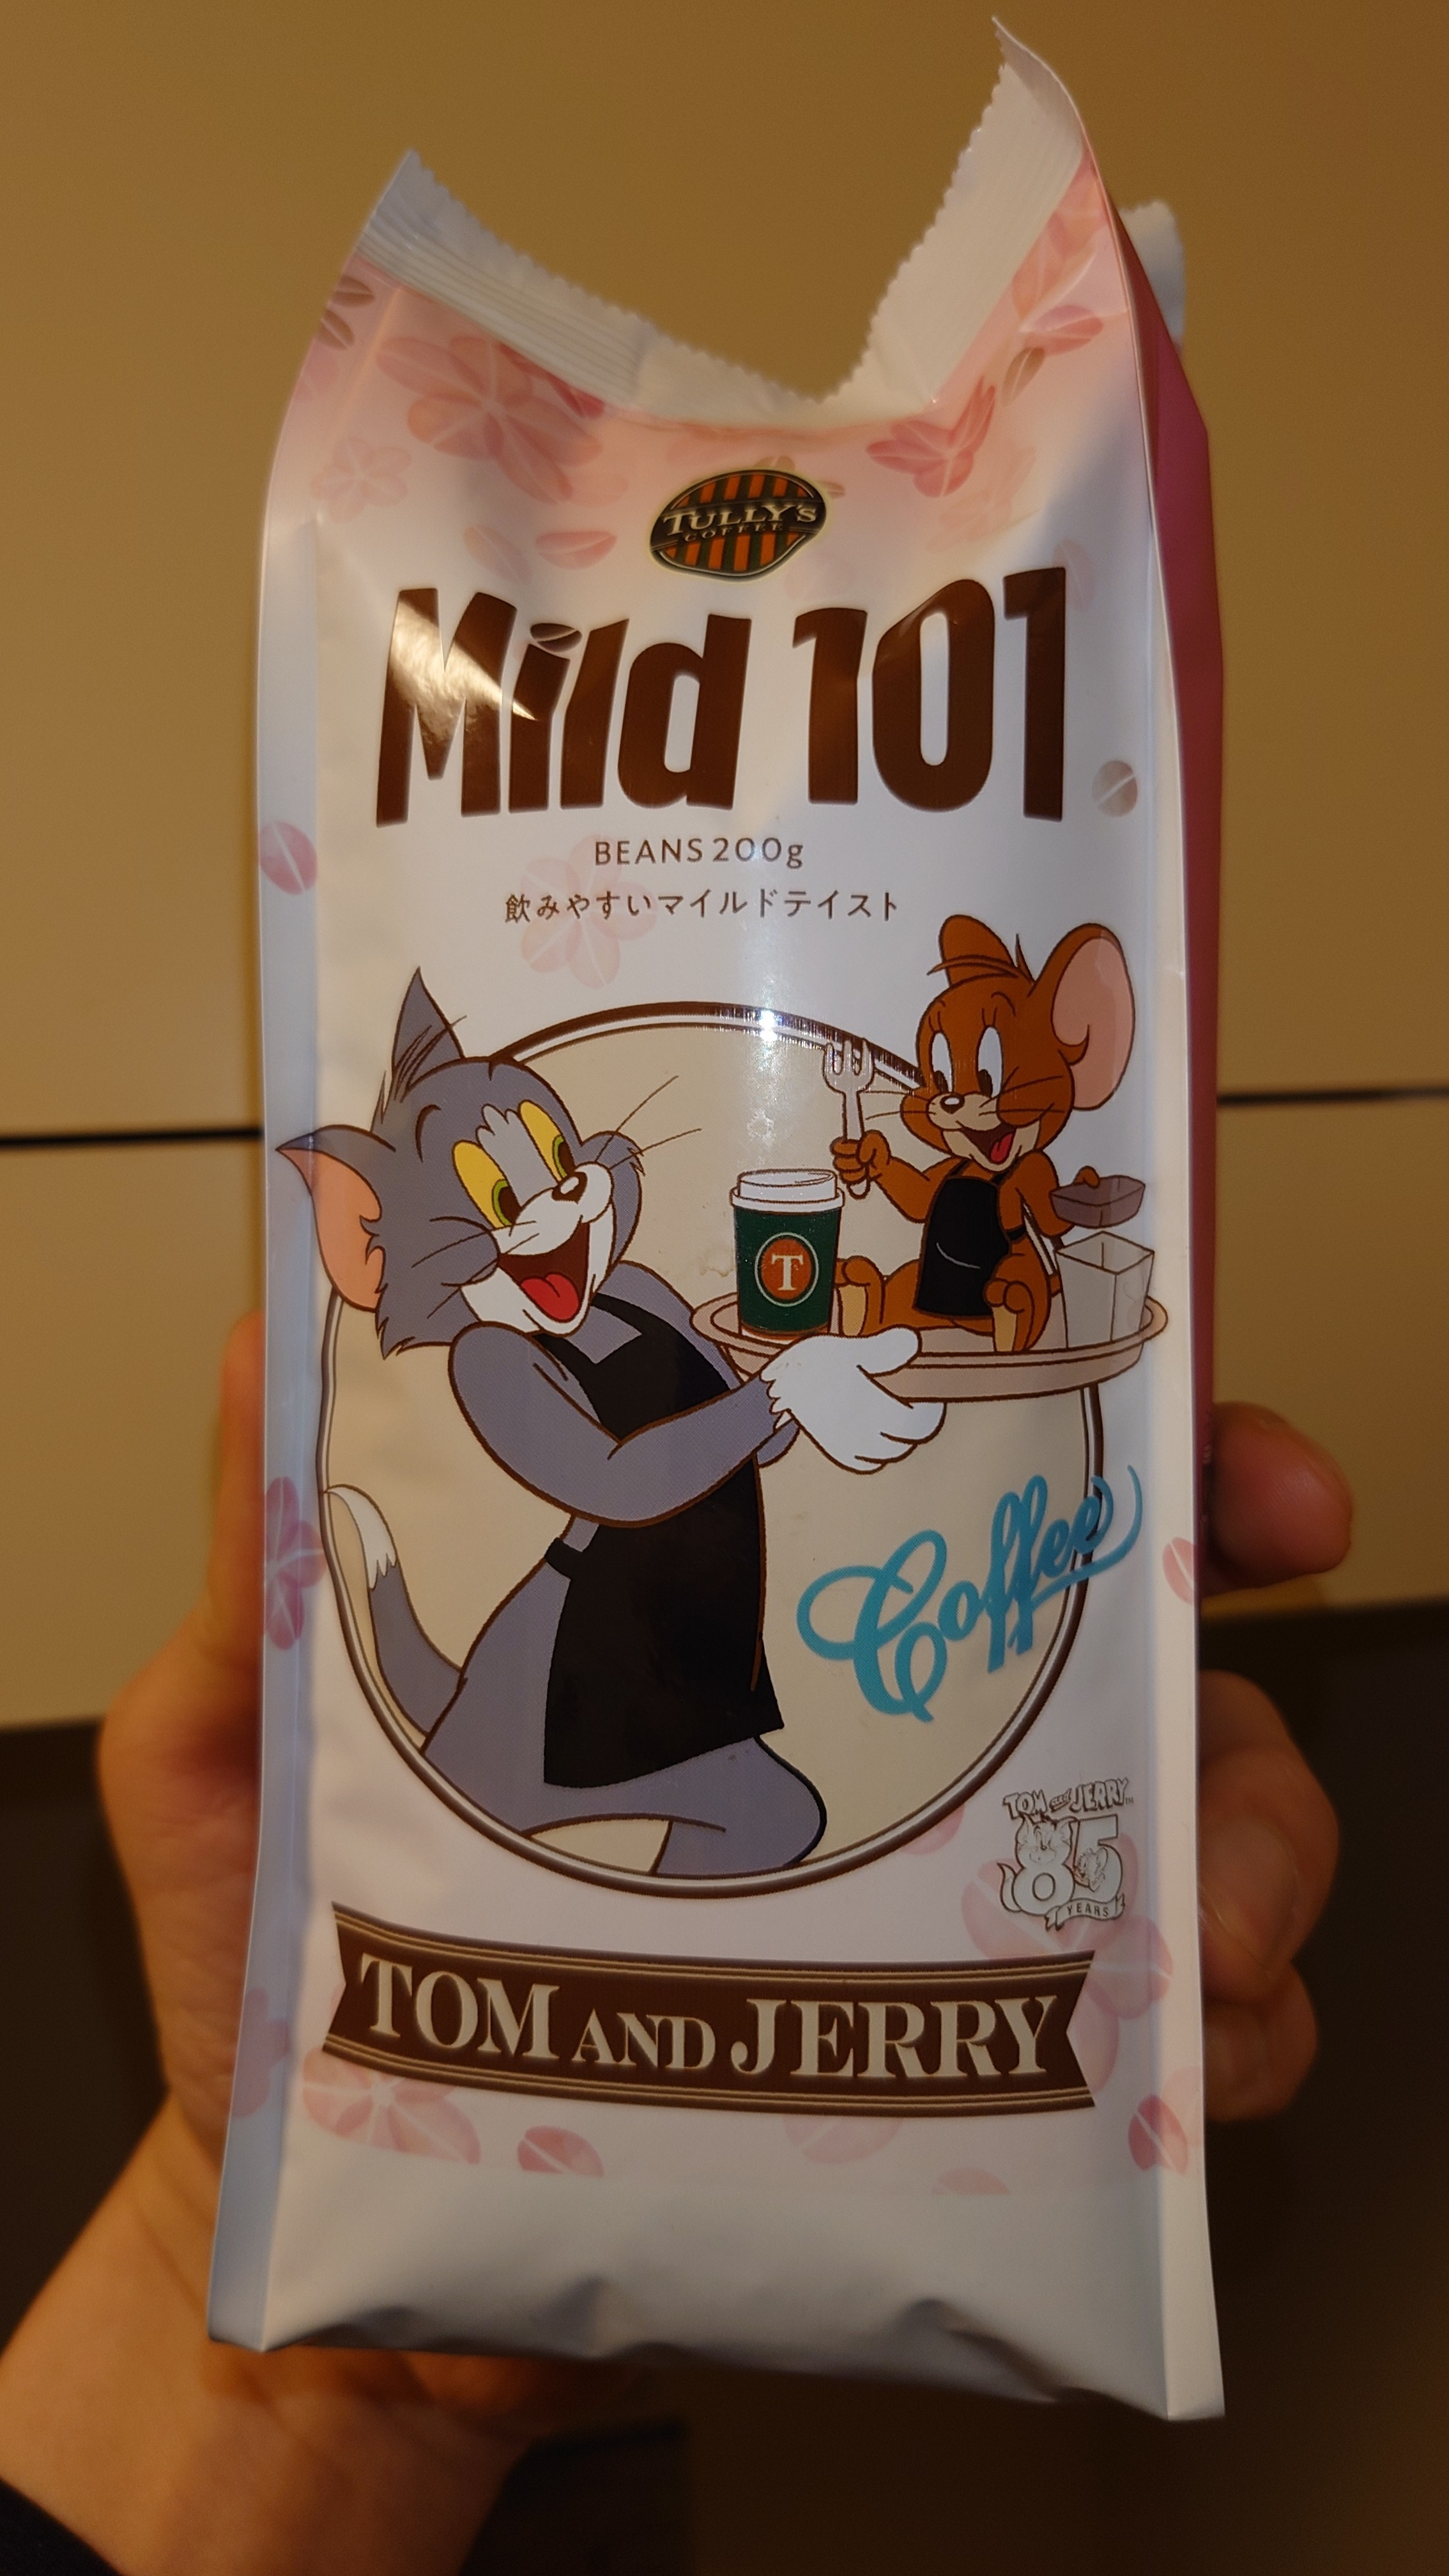 TULLY'S
COFFEE
Mild 101
BEANS 200g
飲みやすいマイルドテイスト
T
Coffee
TOM AND JERRY™
85
YEARS
TOM AND JERRY